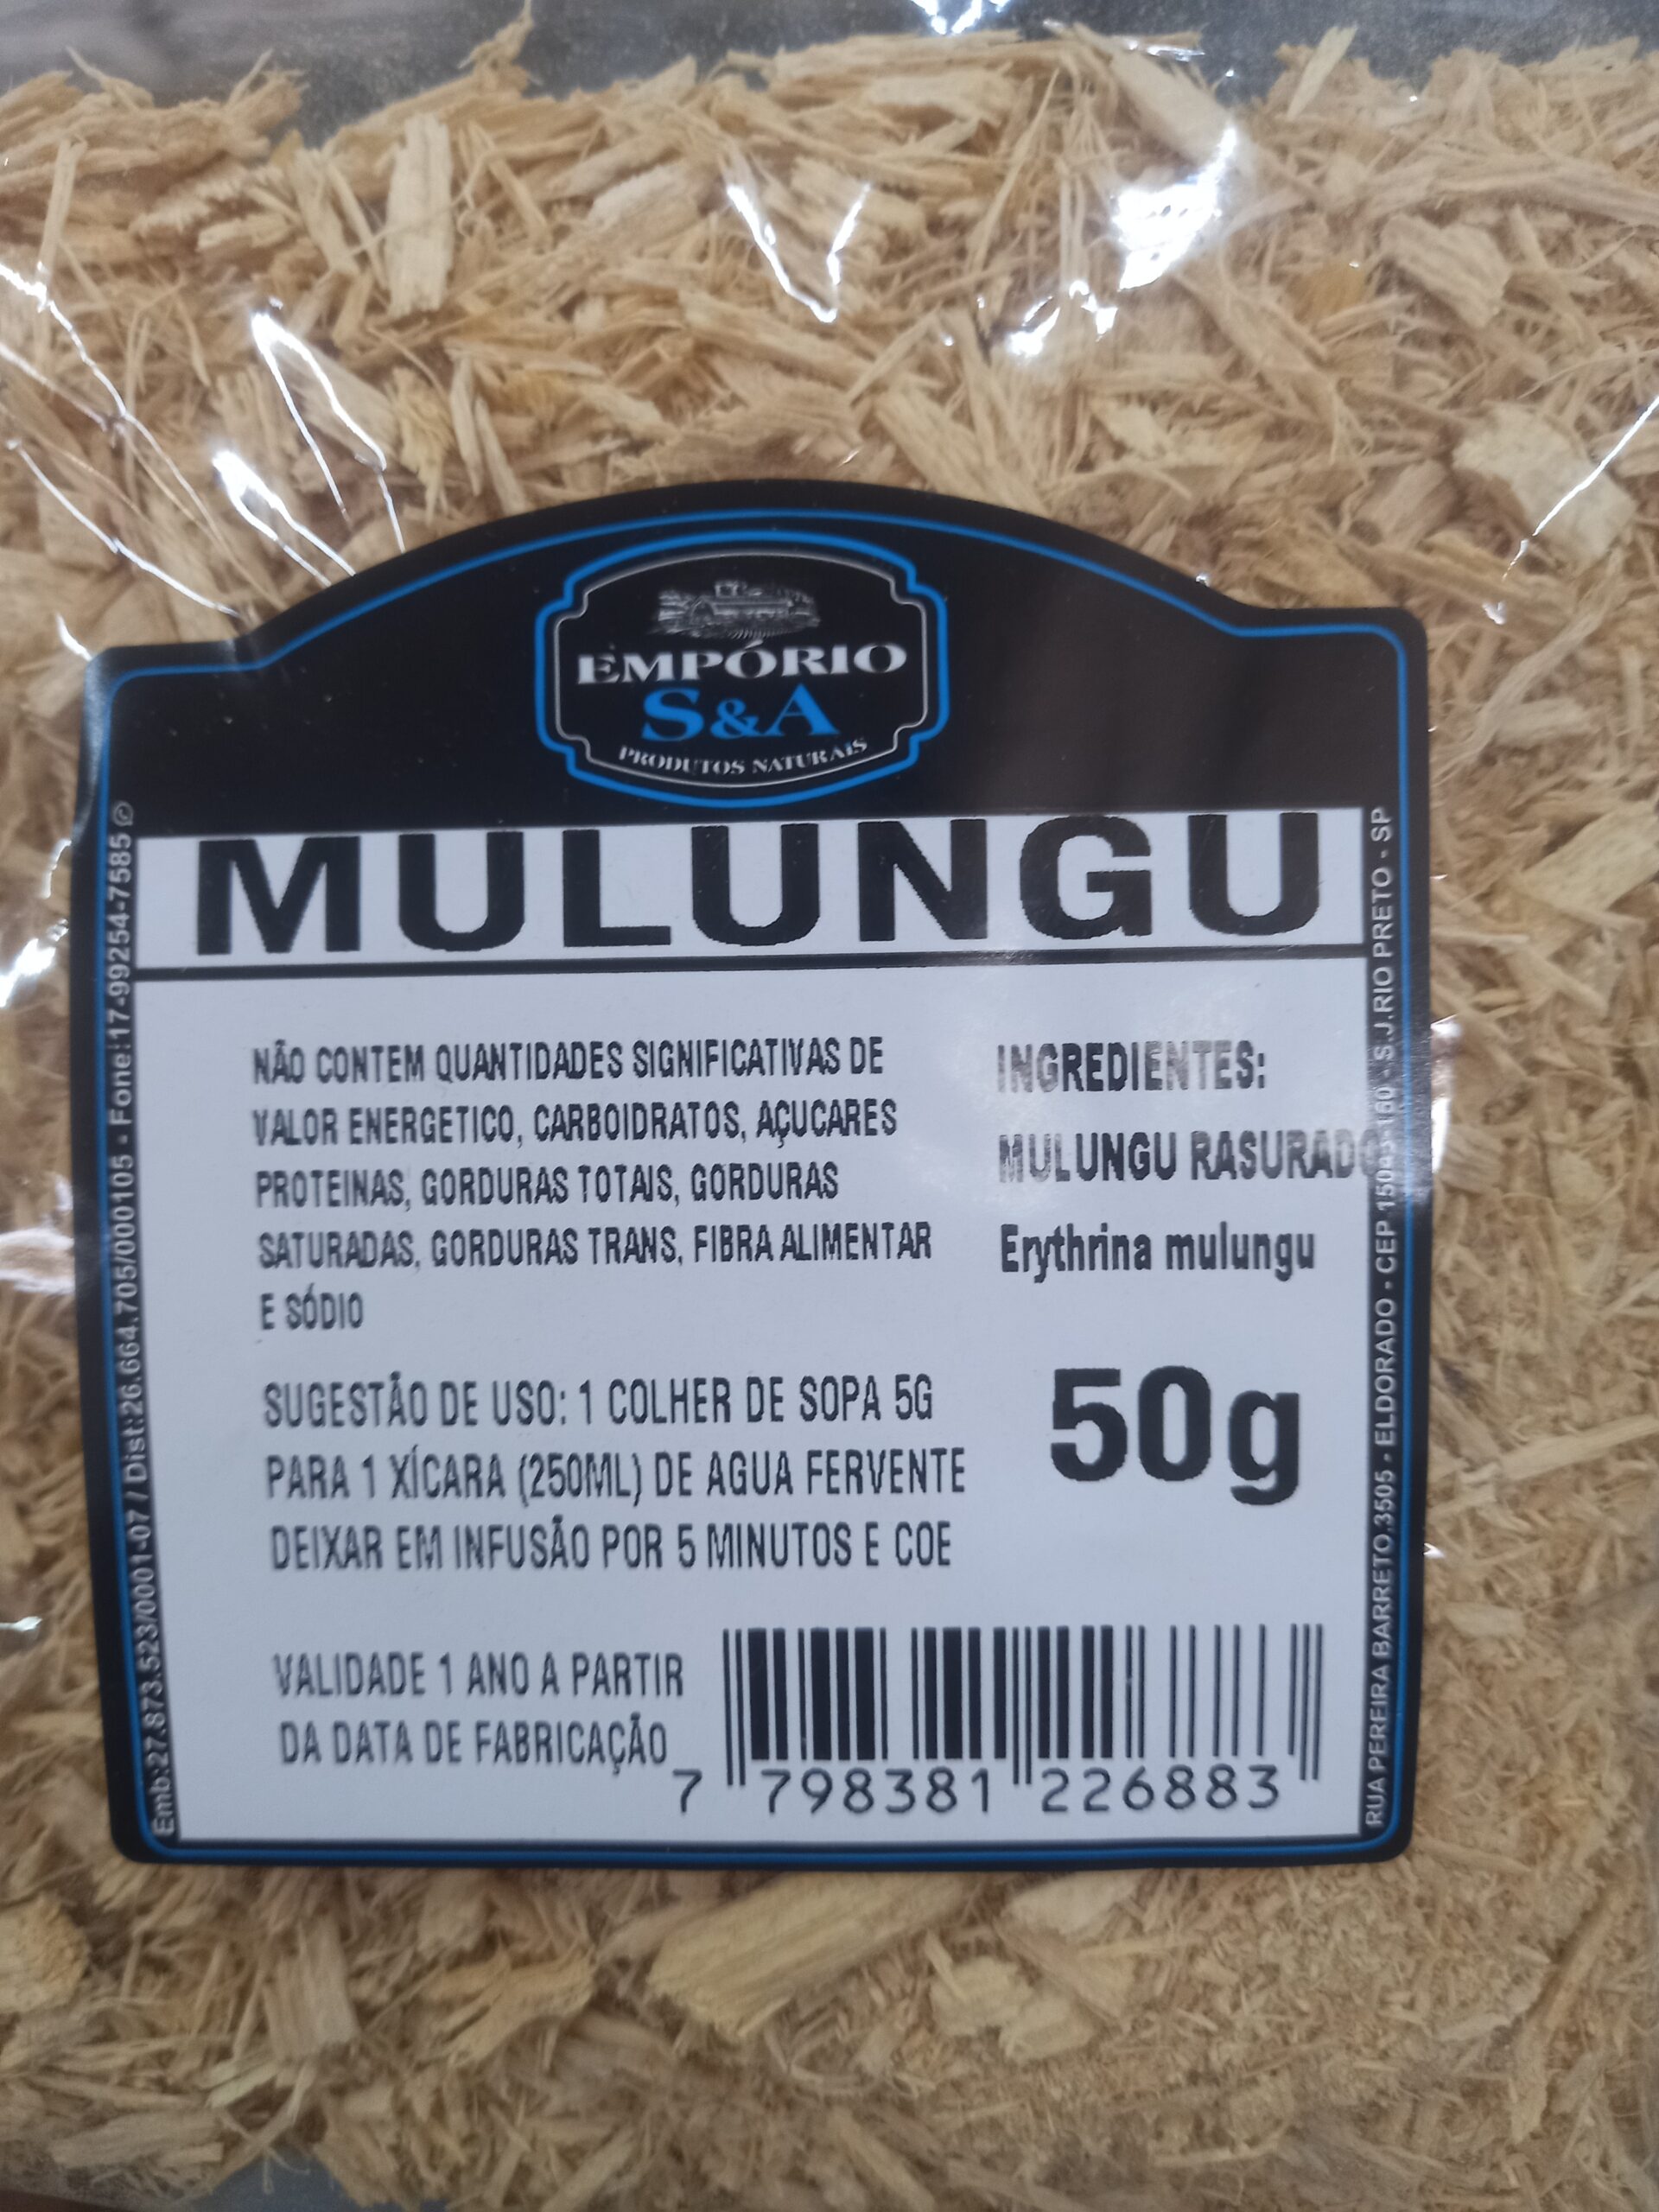 EMPÓRIO
S&A
PRODUTOS NATURAIS
MULUNGU
NÃO CONTEM QUANTIDADES SIGNIFICATIVAS DE
VALOR ENERGETICO, CARBOIDRATOS, AÇUCARES
PROTEINAS, GORDURAS TOTAIS, GORDURAS
SATURADAS, GORDURAS TRANS, FIBRA ALIMENTAR
E SÓDIO
SUGESTÃO DE USO: 1 COLHER DE SOPA 5G
PARA 1 XÍCARA (250ML) DE AGUA FERVENTE
DEIXAR EM INFUSÃO POR 5 MINUTOS E COE
VALIDADE 1 ANO A PARTIR
DA DATA DE FABRICAÇÃO
INGREDIENTES:
MULUNGU RASURADO
Erythrina mulungu
50g
7 798381 226883
Emb:27.873.523/001-07 / Dist:26.664.705/000105 - Fone:17-99254-7585
RUA PEREIRA BARRETO,3505 - ELDORADO - CEP - S.J.RIO PRETO - SP